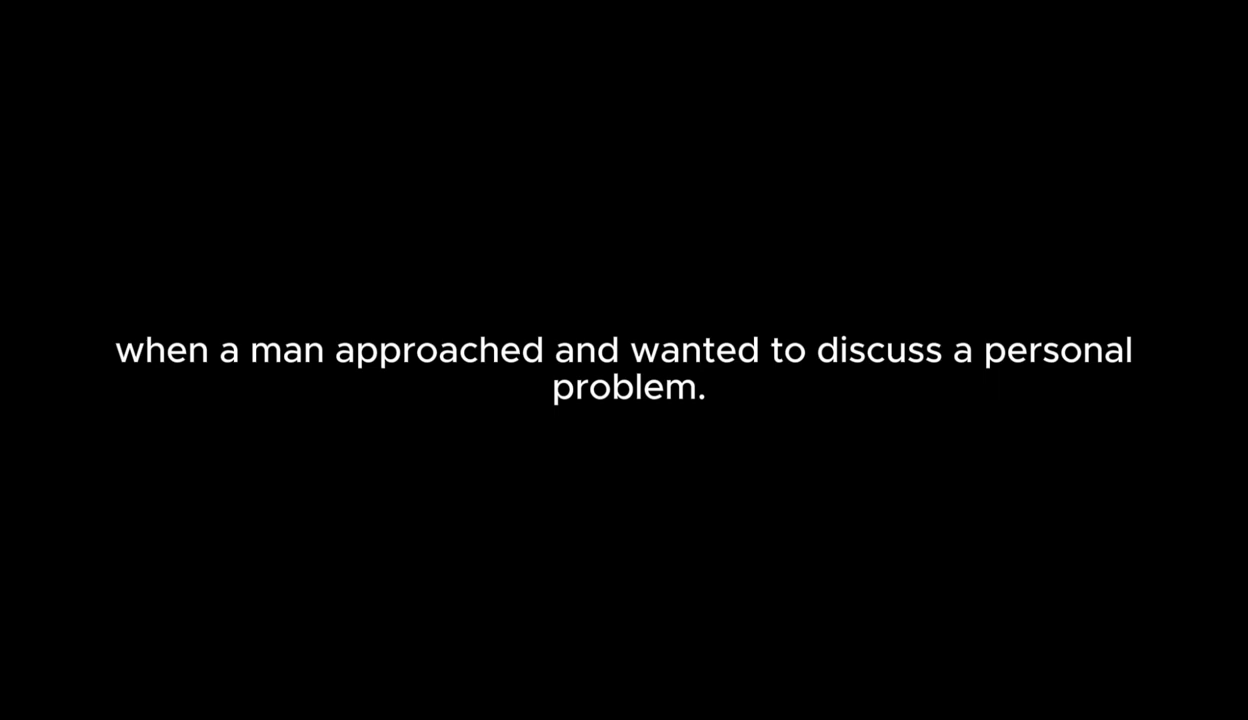 when a man approached and wanted to discuss a personal
problem.